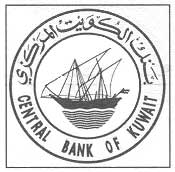 بنك الكويت المركزي
CENTRAL BANK OF KUWAIT